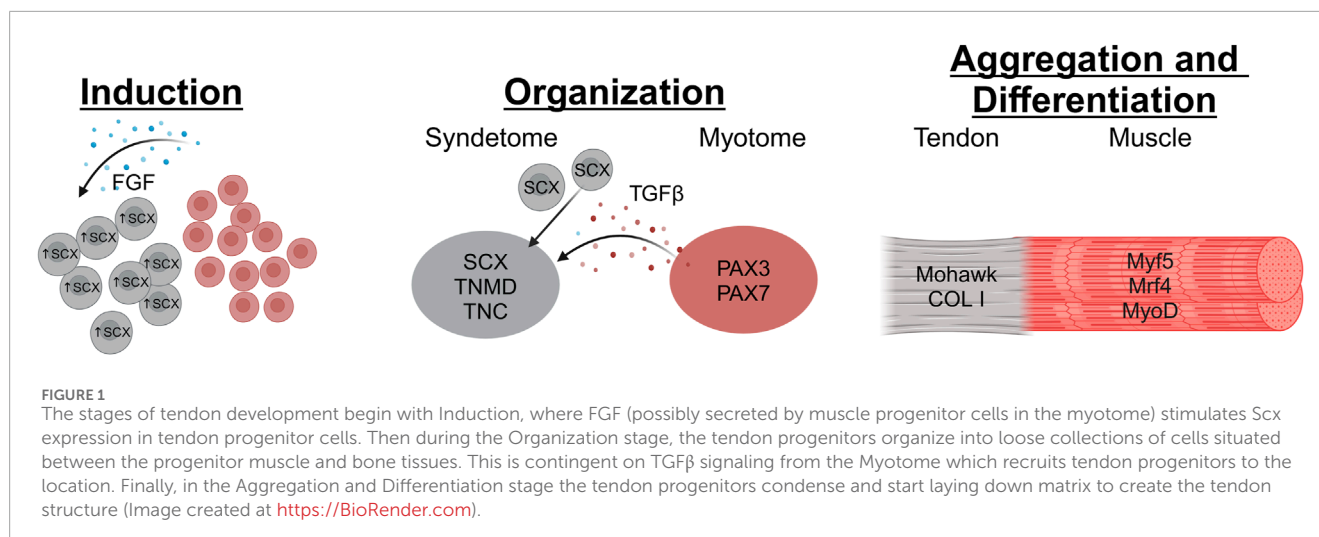 Induction
FGF
↑SCX
↑SCX
↑SCX
↑SCX
↑SCX
↑SCX
↑SCX
↑SCX
Organization
Syndetome
Myotome
SCX
SCX
TGFβ
SCX
TNMD
TNC
PAX3
PAX7
Aggregation and
Differentiation
Tendon
Muscle
Mohawk
COL I
Myf5
Mrf4
MyoD
FIGURE 1
The stages of tendon development begin with Induction, where FGF (possibly secreted by muscle progenitor cells in the myotome) stimulates Scx
expression in tendon progenitor cells. Then during the Organization stage, the tendon progenitors organize into loose collections of cells situated
between the progenitor muscle and bone tissues. This is contingent on TGFβ signaling from the Myotome which recruits tendon progenitors to the
location. Finally, in the Aggregation and Differentiation stage the tendon progenitors condense and start laying down matrix to create the tendon
structure (Image created at https://BioRender.com).